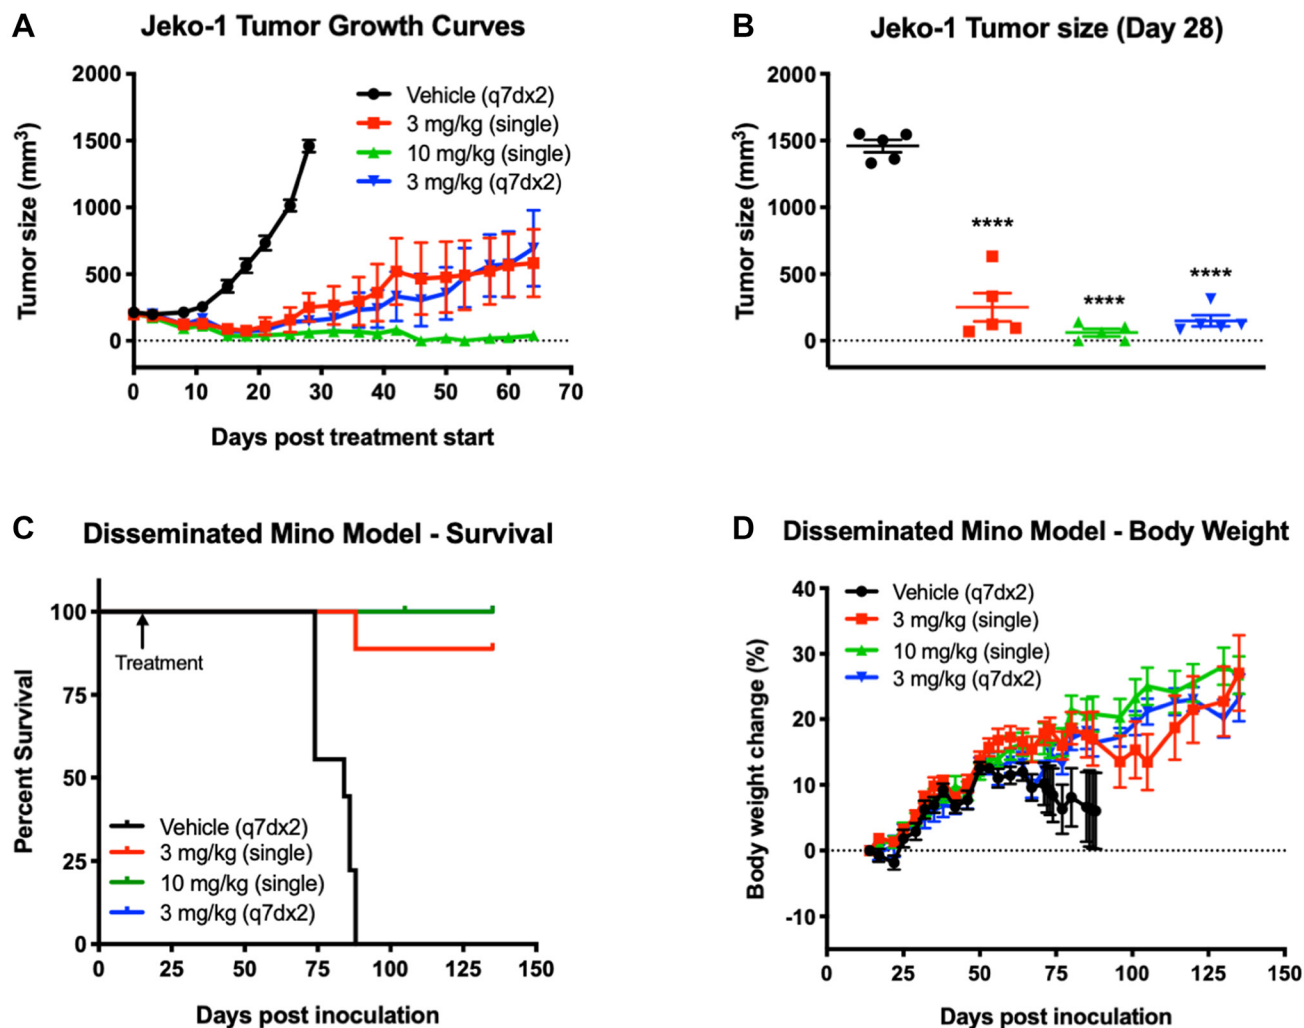 A
Jeko-1 Tumor Growth Curves
Tumor size (mm³)
2000
1500
1000
500
0
Vehicle (q7dx2)
3 mg/kg (single)
10 mg/kg (single)
3 mg/kg (q7dx2)
0 10 20 30 40 50 60 70
Days post treatment start
B
Jeko-1 Tumor size (Day 28)
Tumor size (mm³)
2000
1500
1000
500
0
****
****
****
C
Disseminated Mino Model - Survival
Percent Survival
100
75
50
25
0
Treatment
Vehicle (q7dx2)
3 mg/kg (single)
10 mg/kg (single)
3 mg/kg (q7dx2)
0 25 50 75 100 125 150
Days post inoculation
D
Disseminated Mino Model - Body Weight
Body weight change (%)
40
30
20
10
0
-10
Vehicle (q7dx2)
3 mg/kg (single)
10 mg/kg (single)
3 mg/kg (q7dx2)
0 25 50 75 100 125 150
Days post inoculation